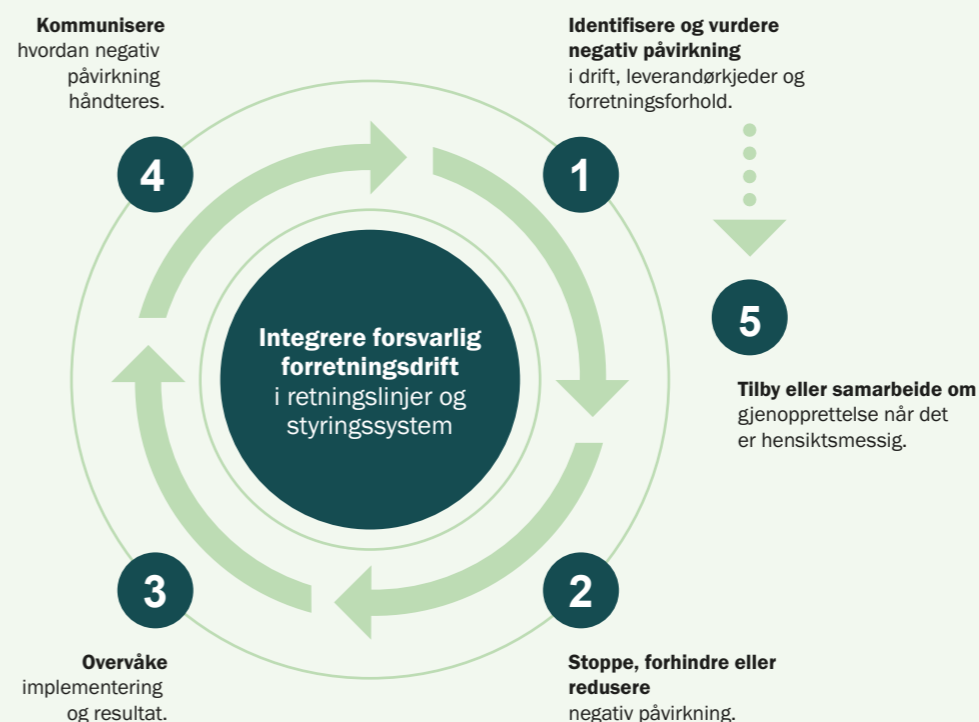 Kommunisere
hvordan negativ
påvirkning
håndteres.
Identifisere og vurdere
negativ påvirkning
i drift, leverandørkjeder og
forretningsforhold.
4
1
Integrere forsvarlig
forretningsdrift
i retningslinjer og
styringssystem
5
Tilby eller samarbeide om
gjenopprettelse når det
er hensiktsmessig.
3
2
Overvåke
implementering
og resultat.
Stoppe, forhindre eller
redusere
negativ påvirkning.